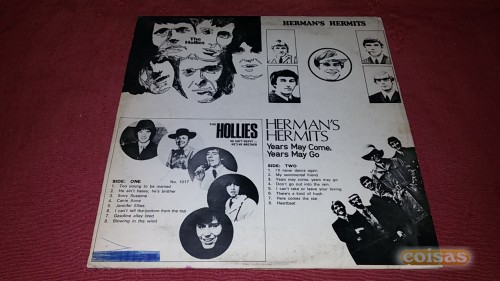 The Hollies
HERMAN'S HERMITS
THE HOLLIES
HE AIN'T HEAVY
HE'S MY BROTHER
SIDE: ONE No. 1017
1. Too young to be married
2. He ain't heavy, he's brother
3. Sorry Suzanne
4. Carrie Anne
5. Jennifer Eltec
6. I can't tell the bottom from the top
7. Gasoline alley bred
8. Blowing in the wind
HERMAN'S
HERMITS
Years May Come,
Years May Go
SIDE: TWO
1. I'll never dance again
2. My sentimental friend
3. Years may come, years may go
4. Don't go out into the rain
5. I can't take or leave your loving
6. There's a kind of hush
7. Here comes the star
8. Heartbeat
coisas